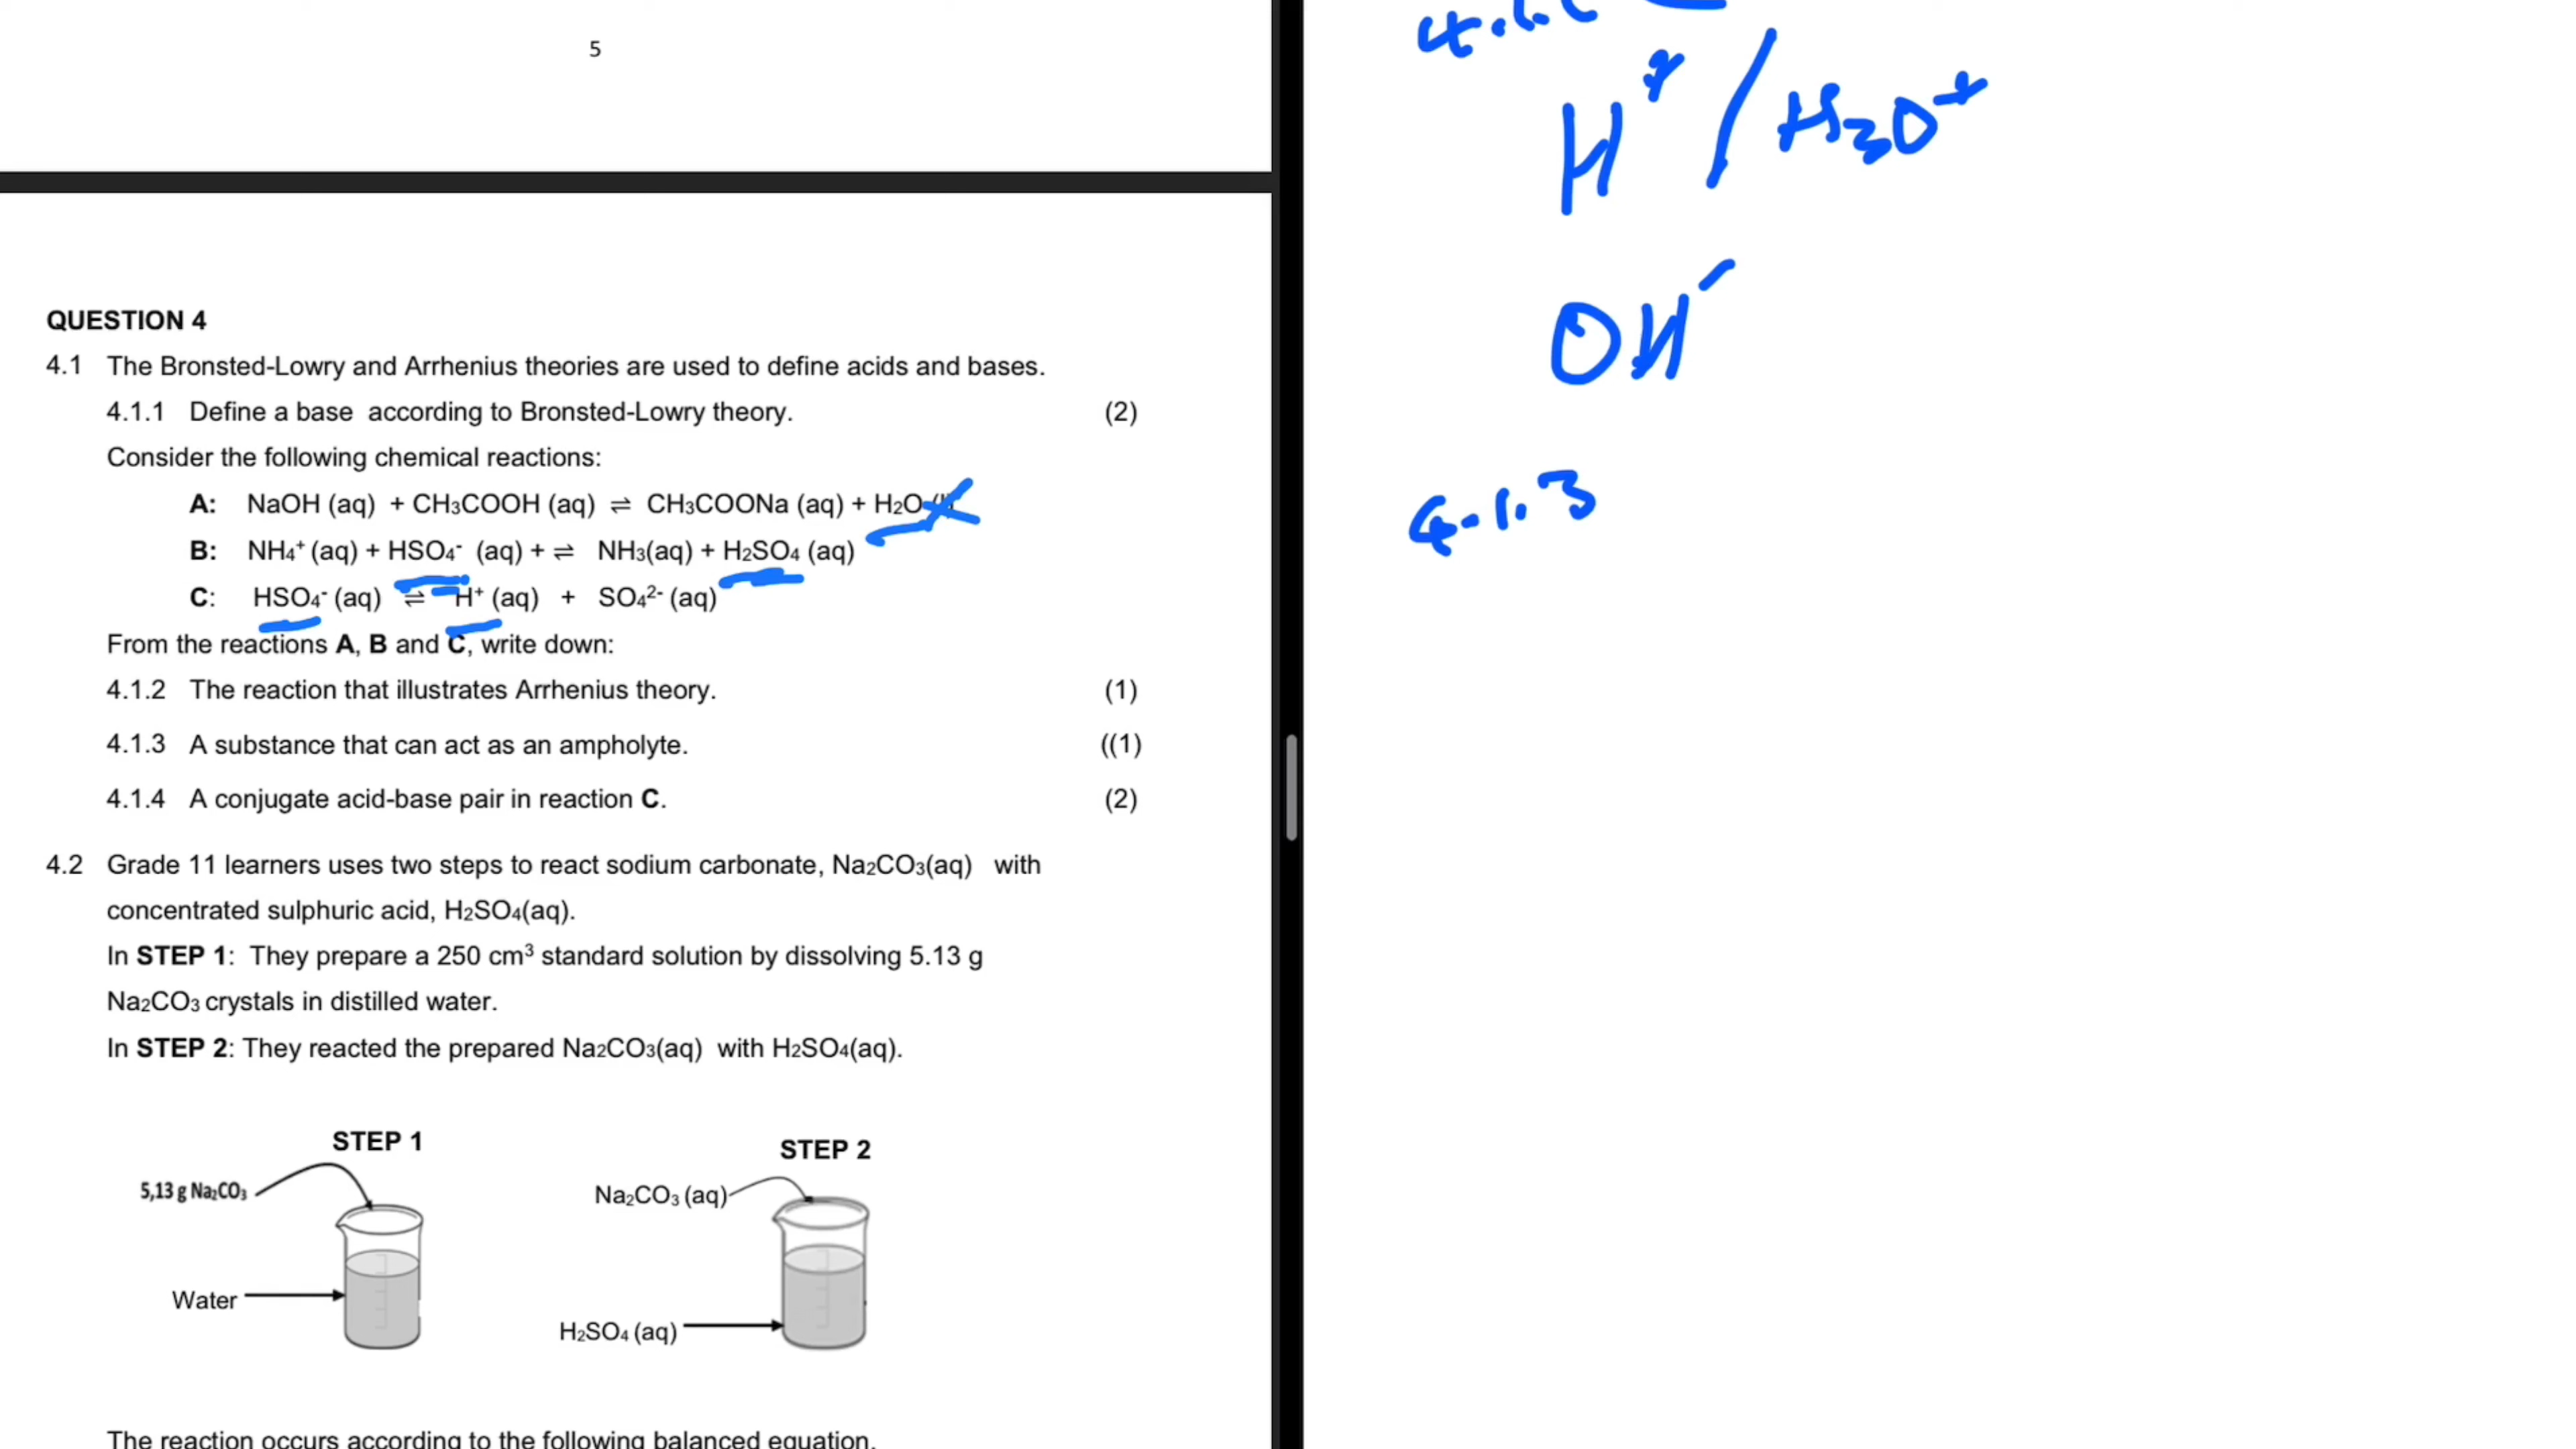 5
QUESTION 4
4.1 The Bronsted-Lowry and Arrhenius theories are used to define acids and bases.
4.1.1 Define a base according to Bronsted-Lowry theory. (2)
Consider the following chemical reactions:
A: NaOH (aq) + CH₃COOH (aq) ⇌ CH₃COONa (aq) + H₂O
B: NH₄⁺ (aq) + HSO₄⁻ (aq) + ⇌ NH₃(aq) + H₂SO₄ (aq)
C: HSO₄⁻ (aq) ⇌ H⁺ (aq) + SO₄²⁻ (aq)
From the reactions A, B and C, write down:
4.1.2 The reaction that illustrates Arrhenius theory. (1)
4.1.3 A substance that can act as an ampholyte. ((1)
4.1.4 A conjugate acid-base pair in reaction C. (2)
4.2 Grade 11 learners uses two steps to react sodium carbonate, Na₂CO₃(aq) with
concentrated sulphuric acid, H₂SO₄(aq).
In STEP 1: They prepare a 250 cm³ standard solution by dissolving 5.13 g
Na₂CO₃ crystals in distilled water.
In STEP 2: They reacted the prepared Na₂CO₃(aq) with H₂SO₄(aq).
STEP 1
5,13 g Na₂CO₃
Water
STEP 2
Na₂CO₃ (aq)
H₂SO₄ (aq)
The reaction occurs according to the following balanced equation.
H⁺ / H₃O⁺
OH⁻
4.1.3